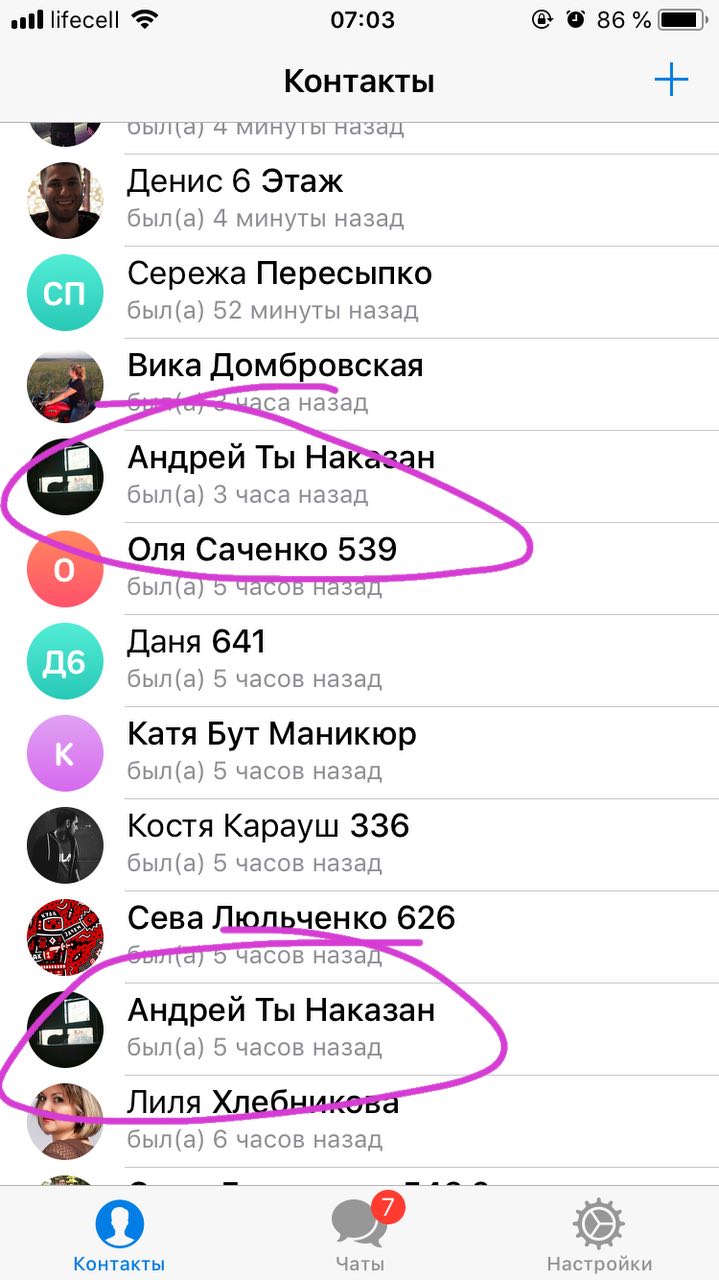 lifecell
07:03
86 %
Контакты
был(а) 4 минуты назад
Денис 6 Этаж
был(а) 4 минуты назад
СП
Сережа Пересыпко
был(а) 52 минуты назад
Вика Домбровская
был(а) 3 часа назад
Андрей Ты Наказан
был(а) 3 часа назад
О
Оля Саченко 539
был(а) 5 часов назад
Д6
Даня 641
был(а) 5 часов назад
К
Катя Бут Маникюр
был(а) 5 часов назад
Костя Карауш 336
был(а) 5 часов назад
Сева Люльченко 626
был(а) 5 часов назад
Андрей Ты Наказан
был(а) 5 часов назад
Лиля Хлебникова
был(а) 6 часов назад
7
Контакты
Чаты
Настройки